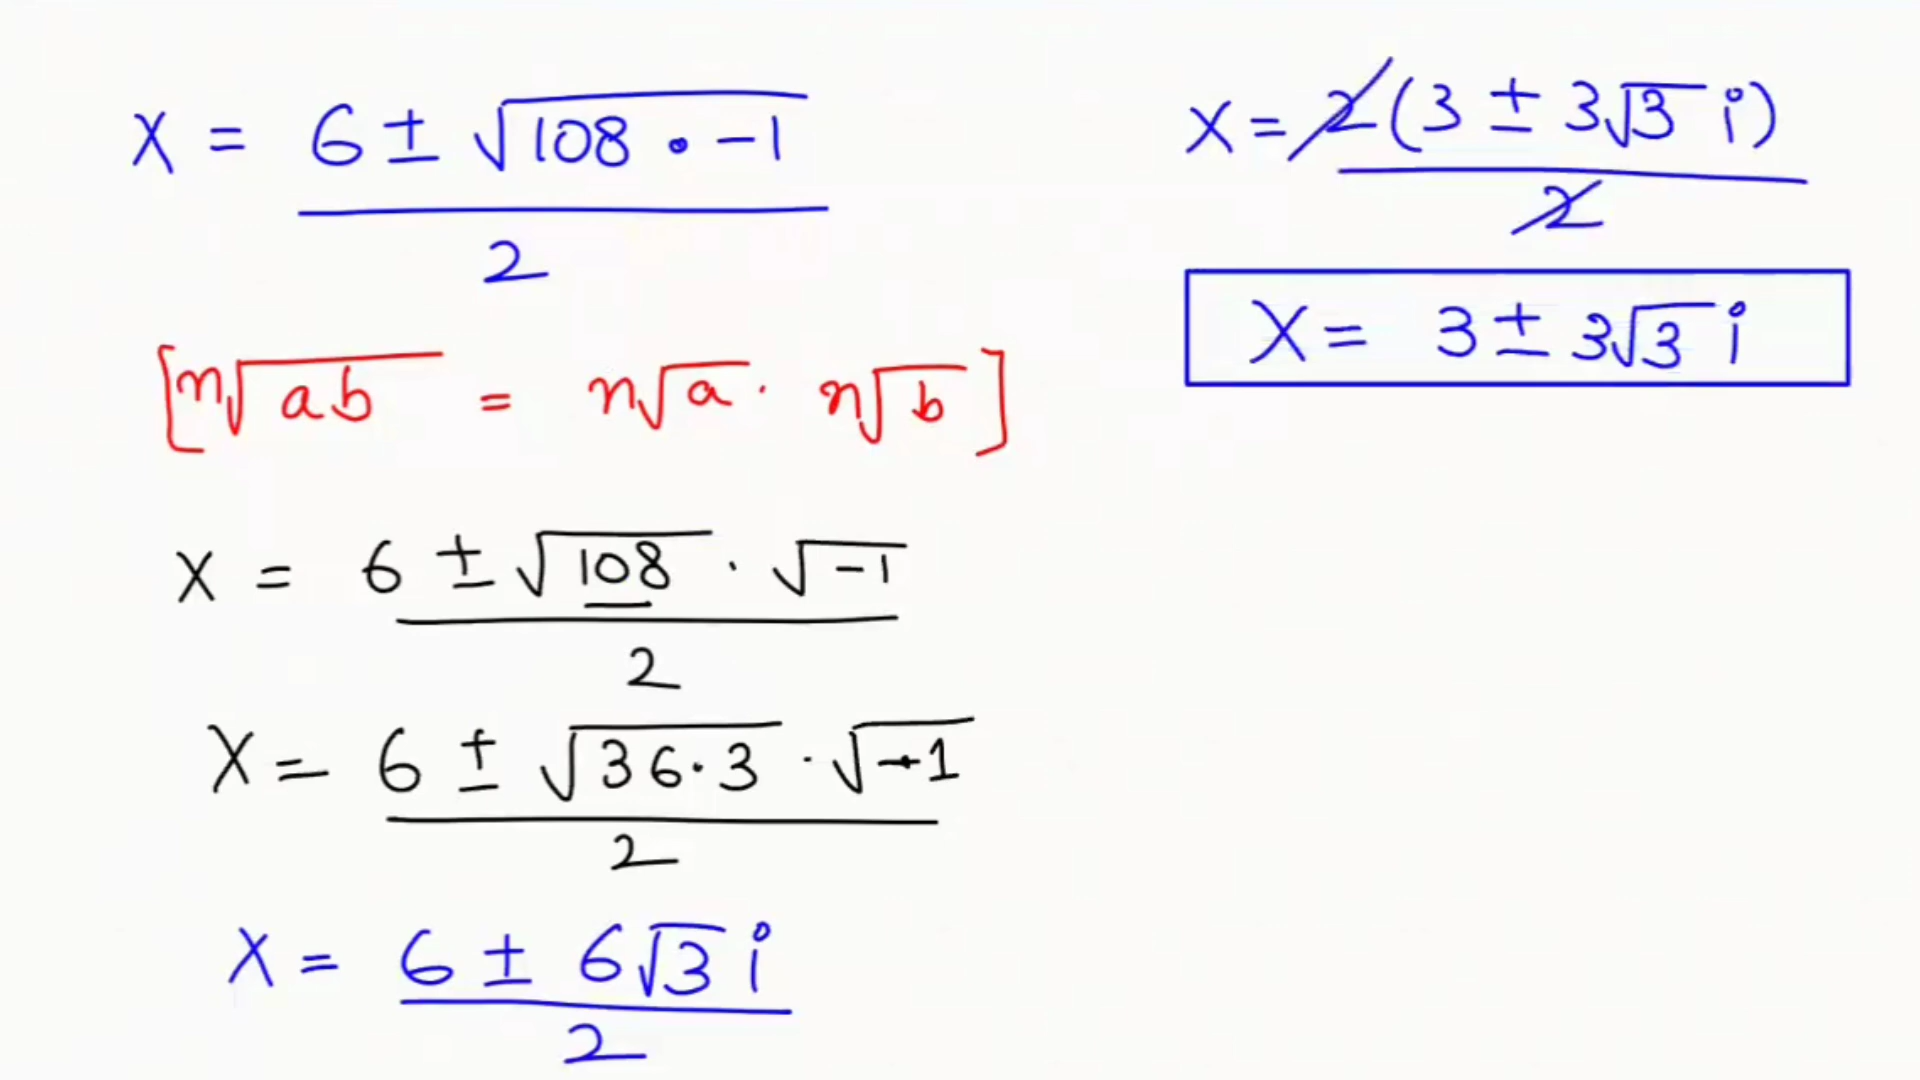 x = 6 ± √108 • -1
2
[n√ab = n√a · n√b]
x = 6 ± √108 · √-1
2
x = 6 ± √36·3 · √-1
2
x = 6 ± 6√3 i
2
x = 2(3 ± 3√3 i)
2
x = 3 ± 3√3 i